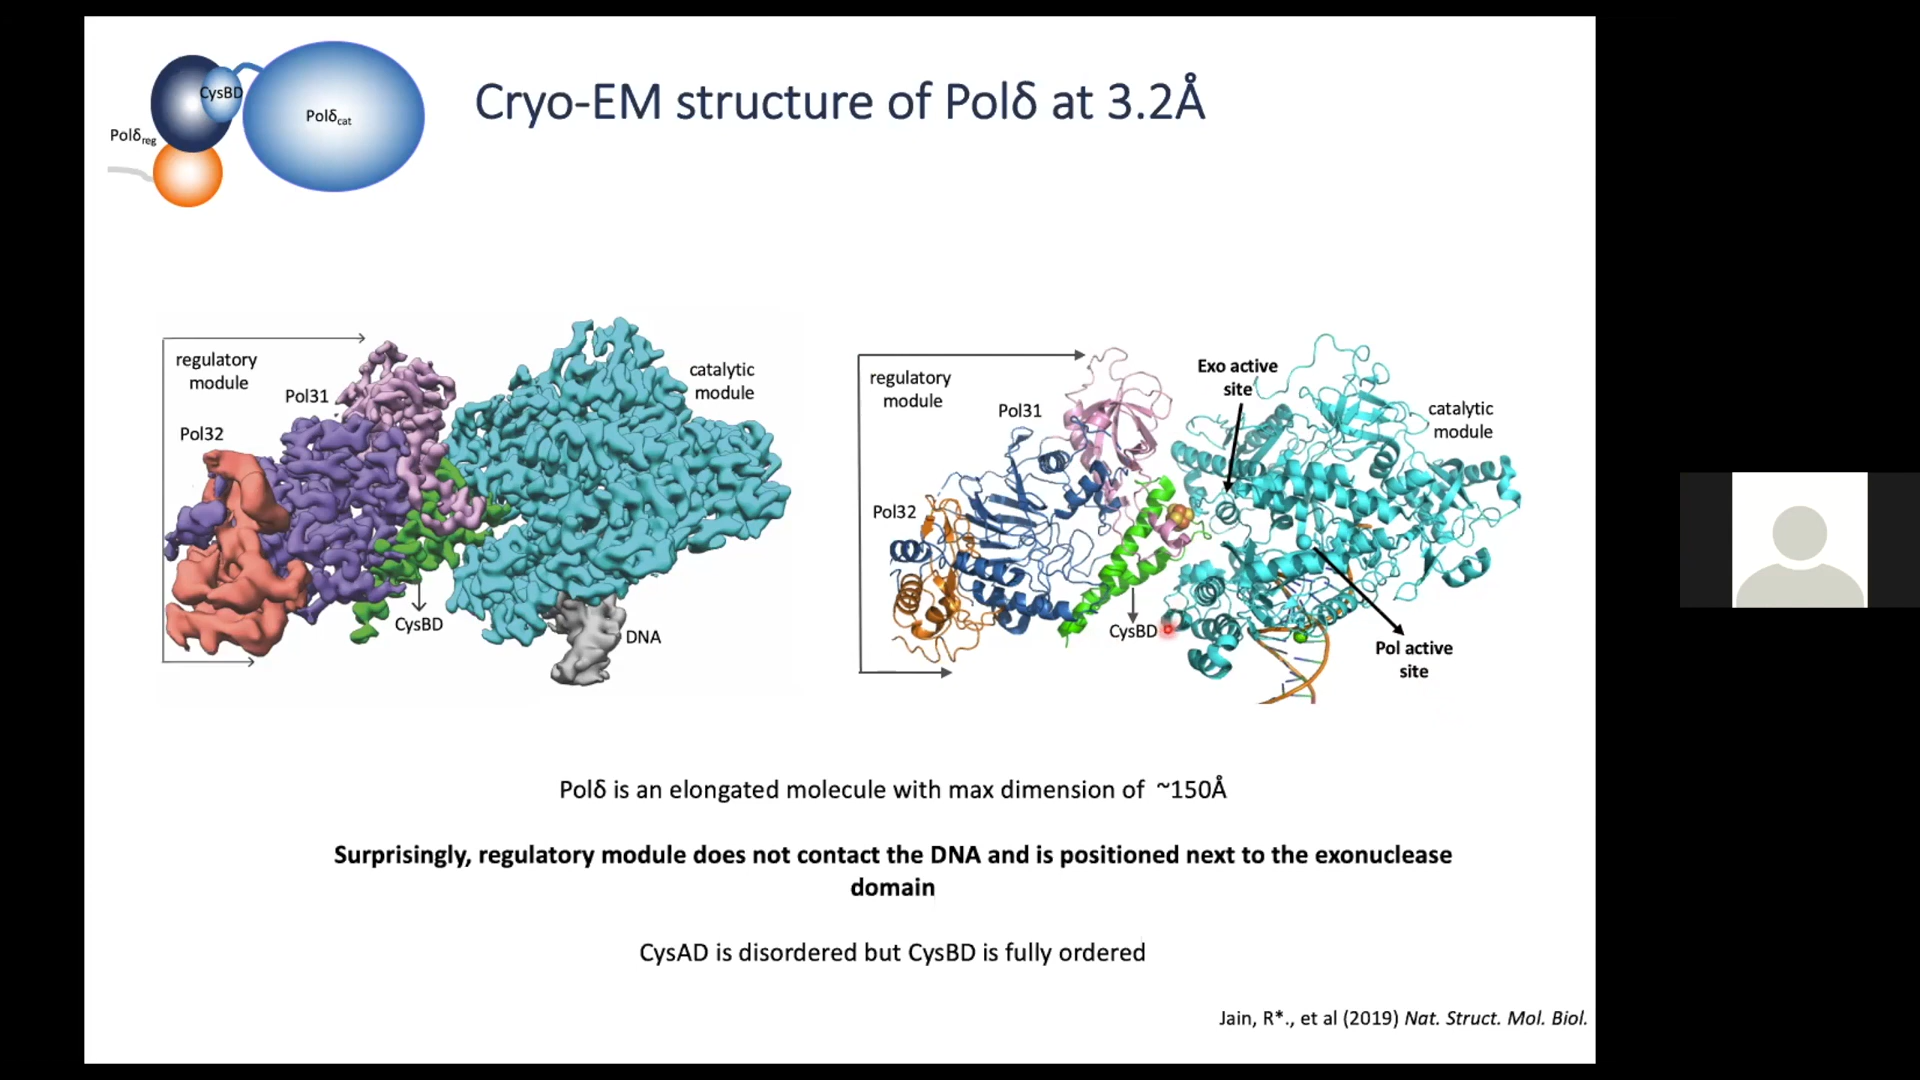 CysBD
Polδcat
Polδreg
Cryo-EM structure of Polδ at 3.2Å
regulatory
module
Pol31
Pol32
catalytic
module
CysBD
DNA
regulatory
module
Pol31
Pol32
Exo active
site
catalytic
module
CysBD
Pol active
site
Polδ is an elongated molecule with max dimension of ~150Å
Surprisingly, regulatory module does not contact the DNA and is positioned next to the exonuclease
domain
CysAD is disordered but CysBD is fully ordered
Jain, R*., et al (2019) Nat. Struct. Mol. Biol.